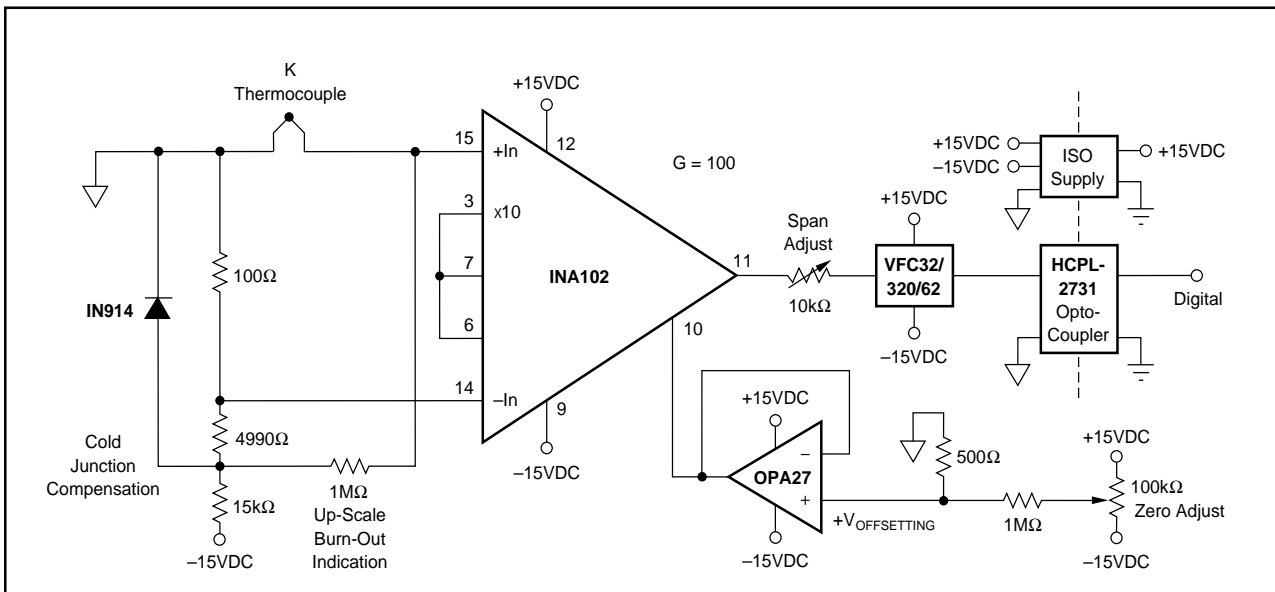 K
Thermocouple
+15VDC
12
15
+In
G = 100
+15VDC
–15VDC
ISO
Supply
+15VDC
3
x10
7
6
INA102
100Ω
IN914
11
Span
Adjust
10kΩ
+15VDC
VFC32/
320/62
–15VDC
HCPL-
2731
Opto-
Coupler
Digital
10
14
–In
9
–15VDC
4990Ω
Cold
Junction
Compensation
1MΩ
Up-Scale
Burn-Out
Indication
15kΩ
–15VDC
+15VDC
OPA27
–
+
–15VDC
+VOFFSETTING
500Ω
1MΩ
+15VDC
100kΩ
Zero Adjust
–15VDC